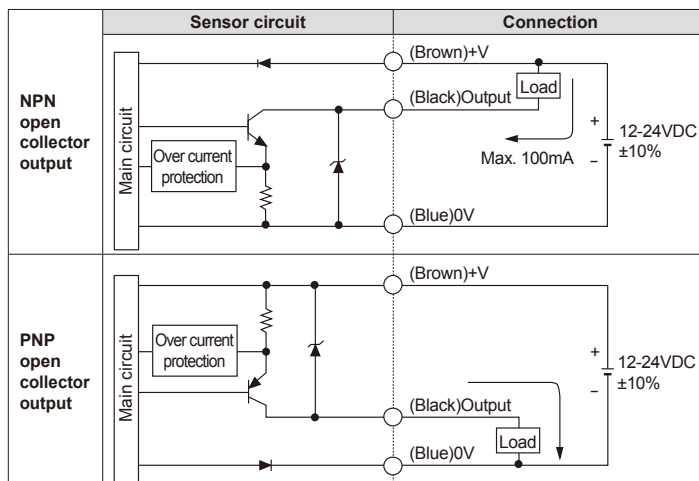 Sensor circuit
Connection
NPN
open
collector
output
Main circuit
Over current
protection
(Brown)+V
(Black)Output
(Blue)0V
Load
Max. 100mA
+
−
12-24VDC
±10%
PNP
open
collector
output
Main circuit
Over current
protection
(Brown)+V
(Black)Output
(Blue)0V
Load
+
−
12-24VDC
±10%